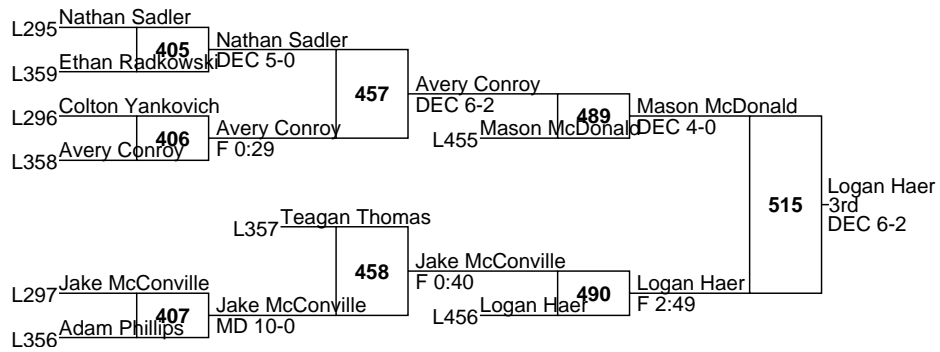 Nathan Sadler
L295
405
Nathan Sadler
DEC 5-0
L359
Ethan Radkowski
457
Avery Conroy
DEC 6-2
Colton Yankovich
L296
406
Avery Conroy
F 0:29
L358
Avery Conroy
489
Mason McDonald
DEC 4-0
L455
Mason McDonald
515
Logan Haer
3rd
DEC 6-2
Teagan Thomas
L357
458
Jake McConville
F 0:40
Jake McConville
L297
407
Jake McConville
MD 10-0
L356
Adam Phillips
490
Logan Haer
F 2:49
L456
Logan Haer